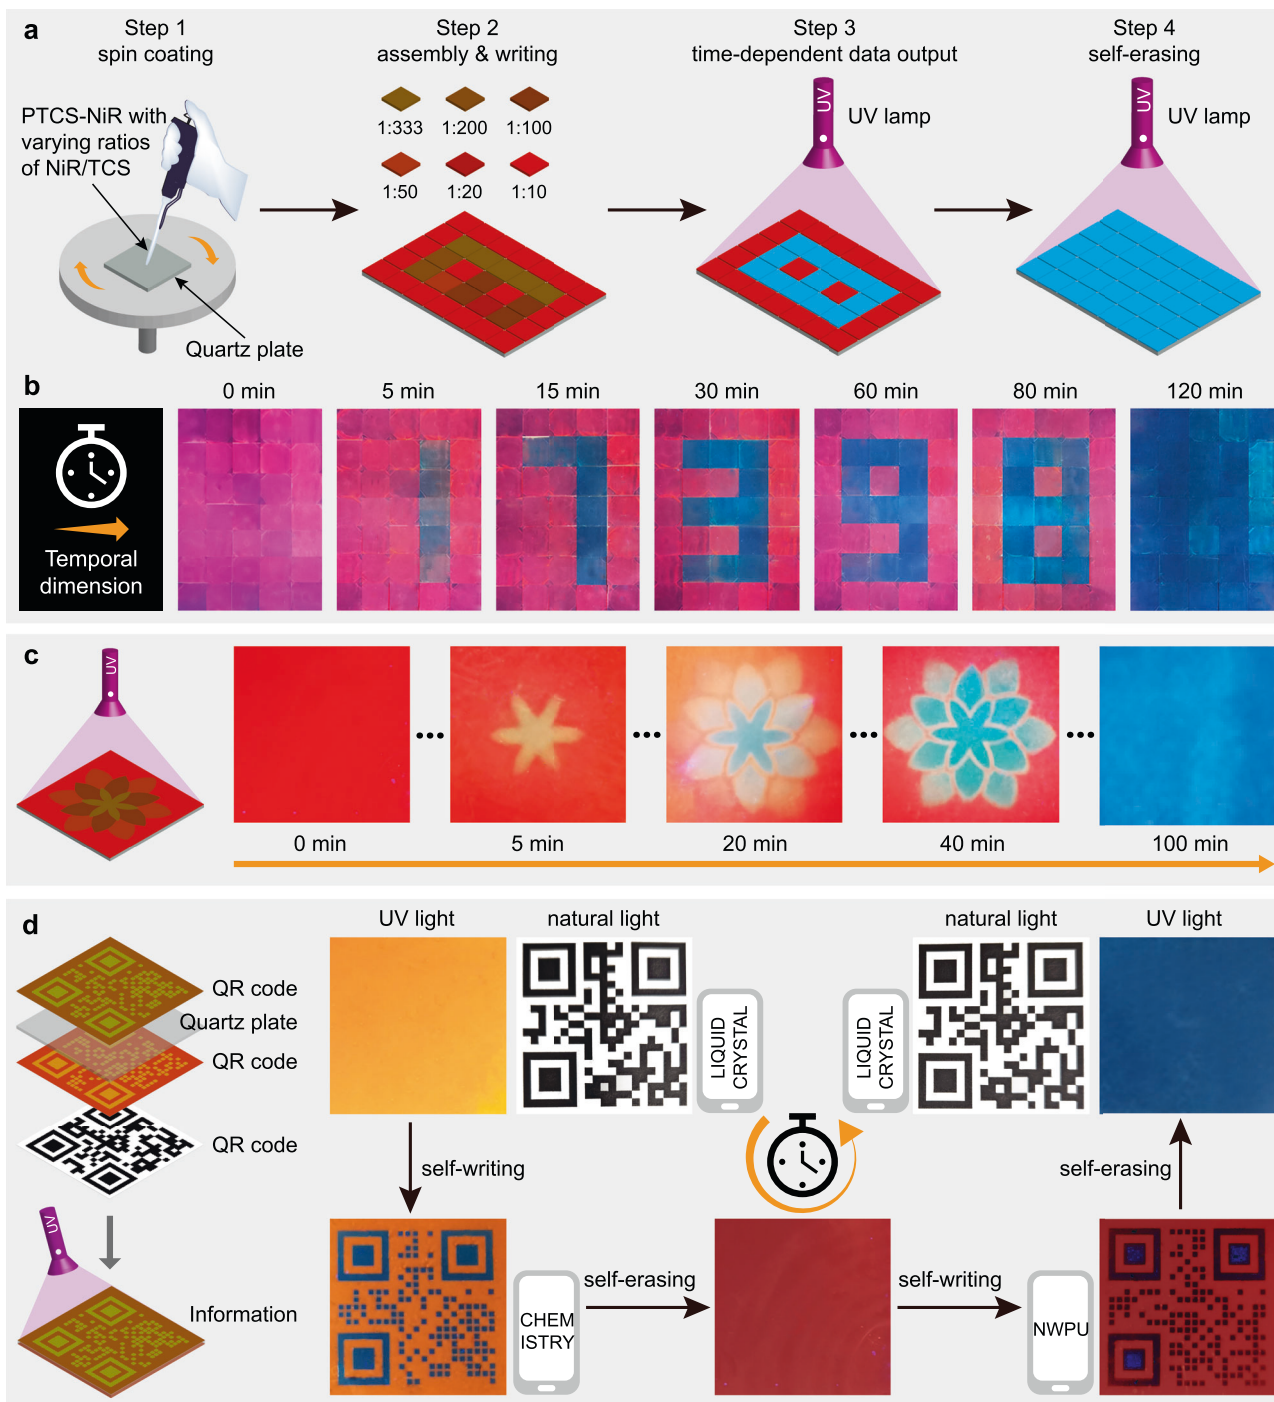 a
Step 1
spin coating
Step 2
assembly & writing
Step 3
time-dependent data output
Step 4
self-erasing
PTCS-NiR with
varying ratios
of NiR/TCS
Quartz plate
1:333
1:200
1:100
1:50
1:20
1:10
UV
UV lamp
UV
UV lamp
b
0 min
5 min
15 min
30 min
60 min
80 min
120 min
Temporal
dimension
c
UV
0 min
5 min
20 min
40 min
100 min
d
QR code
Quartz plate
QR code
QR code
UV
Information
UV light
natural light
natural light
UV light
LIQUID
CRYSTAL
LIQUID
CRYSTAL
self-writing
self-erasing
CHEM
ISTRY
self-erasing
self-writing
NWPU